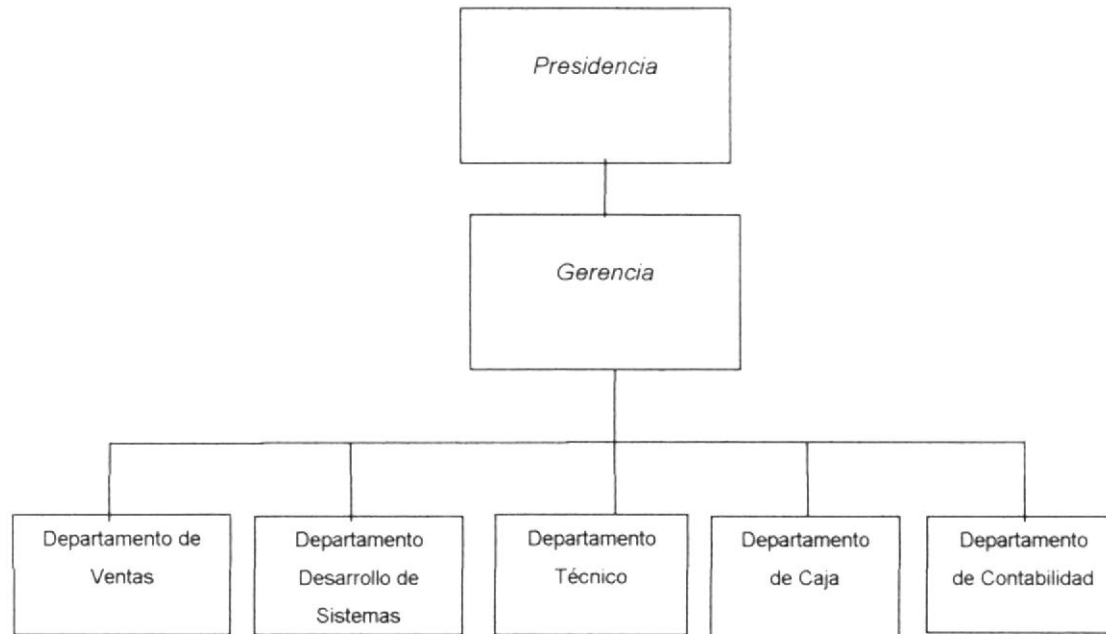 Presidencia
Gerencia
Departamento de
Ventas
Departamento
Desarrollo de
Sistemas
Departamento
Técnico
Departamento
de Caja
Departamento
de Contabilidad